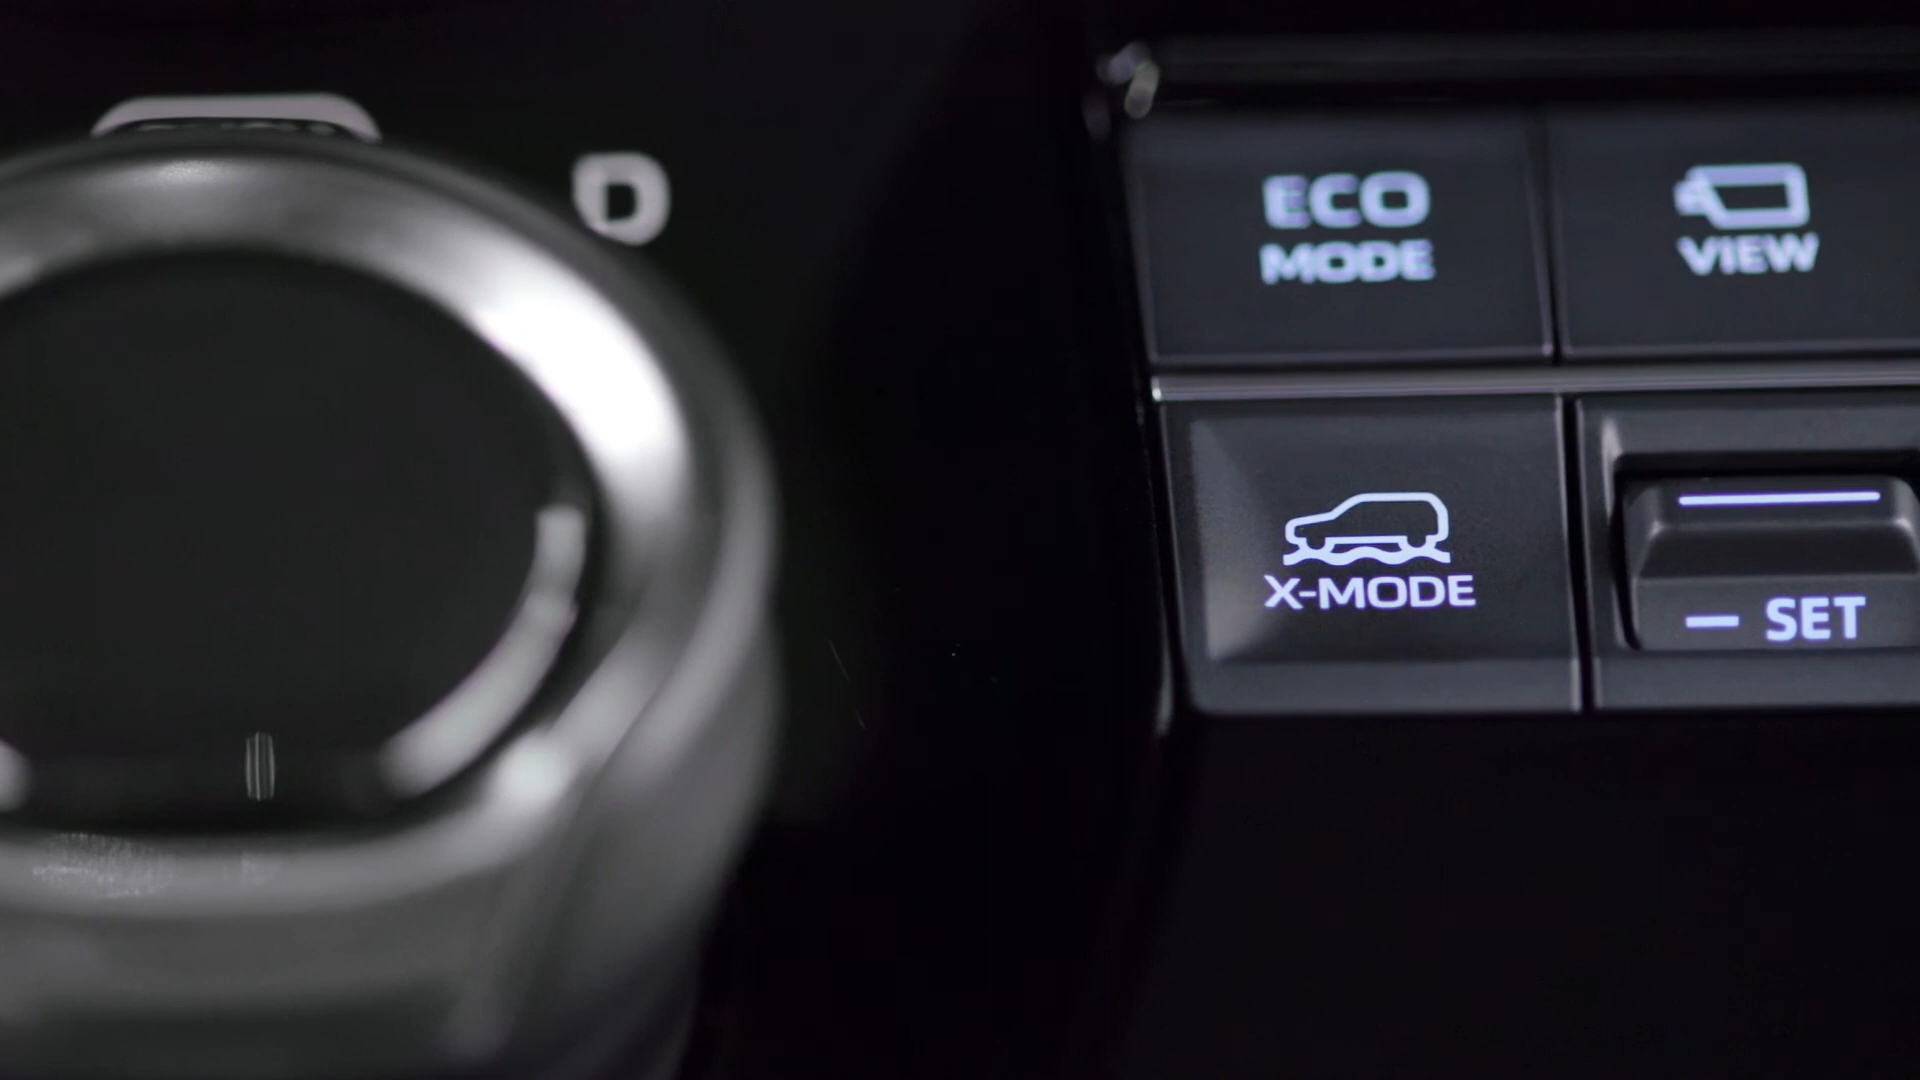 D
ECO
MODE
VIEW
X-MODE
— SET